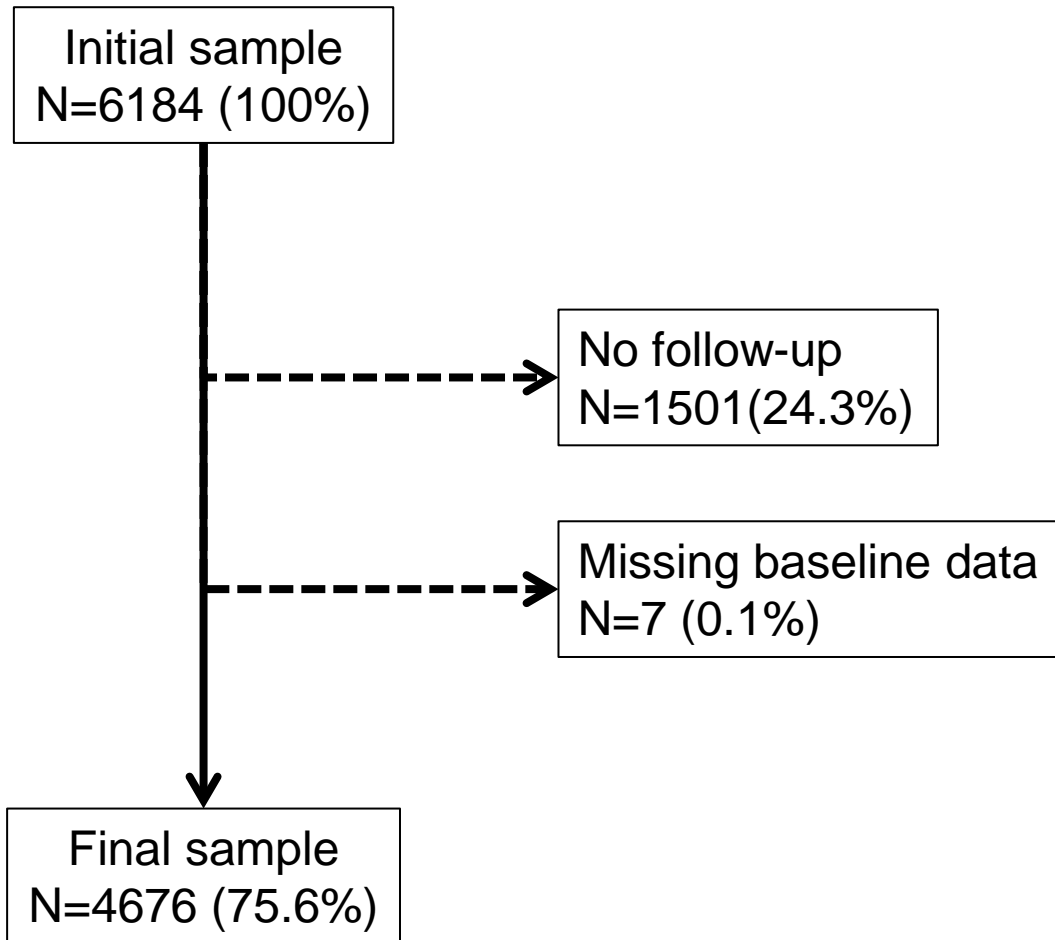 Initial sample
N=6184 (100%)
No follow-up
N=1501(24.3%)
Missing baseline data
N=7 (0.1%)
Final sample
N=4676 (75.6%)